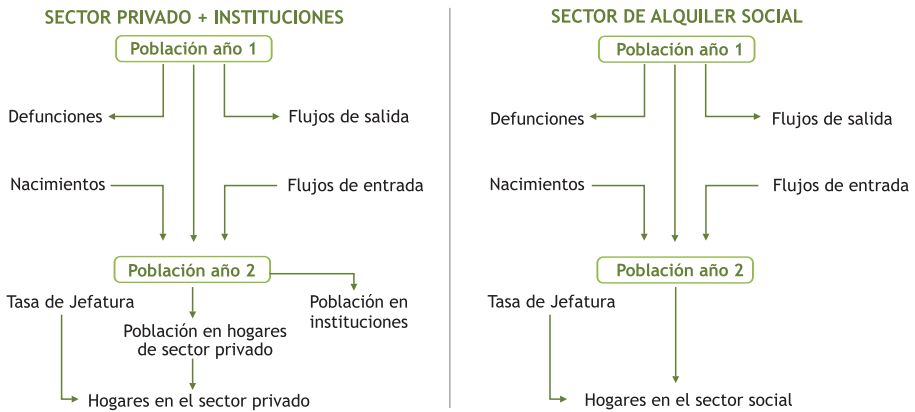 SECTOR PRIVADO + INSTITUCIONES
Población año 1
Defunciones
Flujos de salida
Nacimientos
Flujos de entrada
Población año 2
Tasa de Jefatura
Población en
instituciones
Población en hogares
de sector privado
Hogares en el sector privado
SECTOR DE ALQUILER SOCIAL
Población año 1
Defunciones
Flujos de salida
Nacimientos
Flujos de entrada
Población año 2
Tasa de Jefatura
Hogares en el sector social